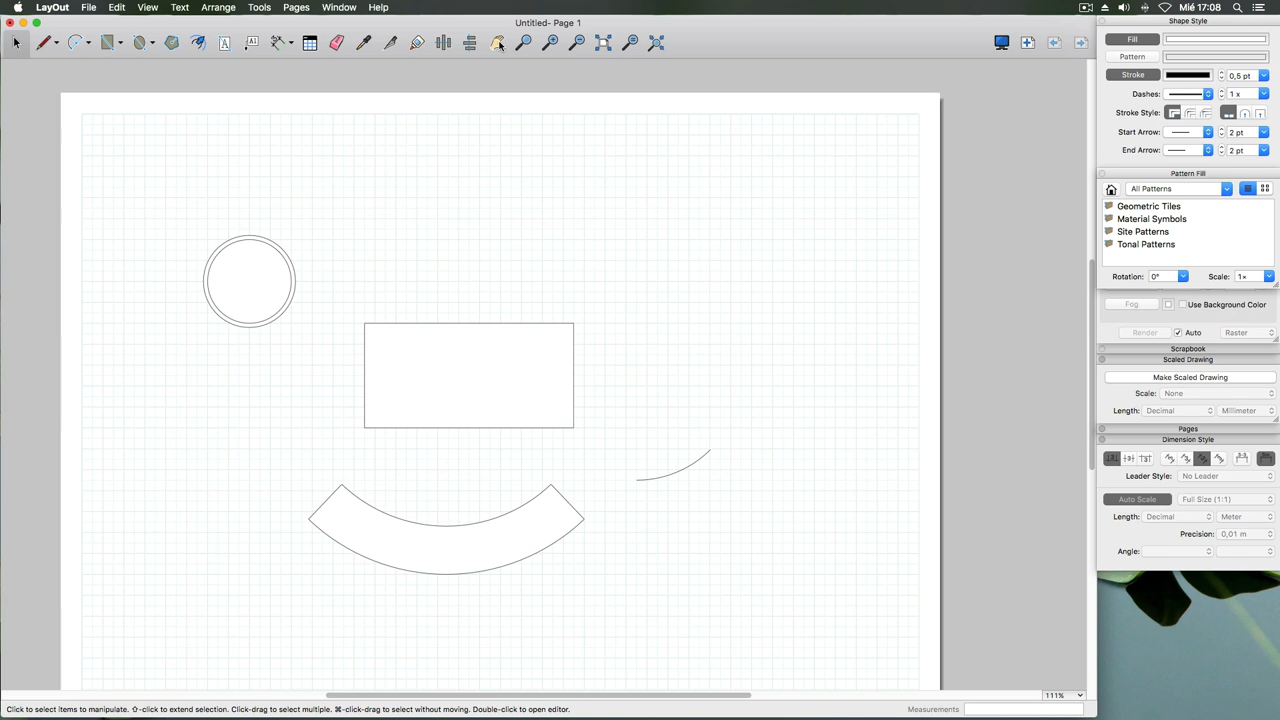 LayOut File Edit View Text Arrange Tools Pages Window Help
Mié 17:08
Untitled- Page 1
Shape Style
Fill
Pattern
Stroke 0,5 pt
Dashes: 1 x
Stroke Style:
Start Arrow: 2 pt
End Arrow: 2 pt
Pattern Fill
All Patterns
Geometric Tiles
Material Symbols
Site Patterns
Tonal Patterns
Rotation: 0° Scale: 1×
Fog Use Background Color
Render Auto Raster
Scrapbook
Scaled Drawing
Make Scaled Drawing
Scale: None
Length: Decimal Millimeter
Pages
Dimension Style
Leader Style: No Leader
Auto Scale Full Size (1:1)
Length: Decimal Meter
Precision: 0,01 m
Angle:
111%
Click to select items to manipulate. ⇧-click to extend selection. Click-drag to select multiple. ⌘-click-drag to select without moving. Double-click to open editor. Measurements